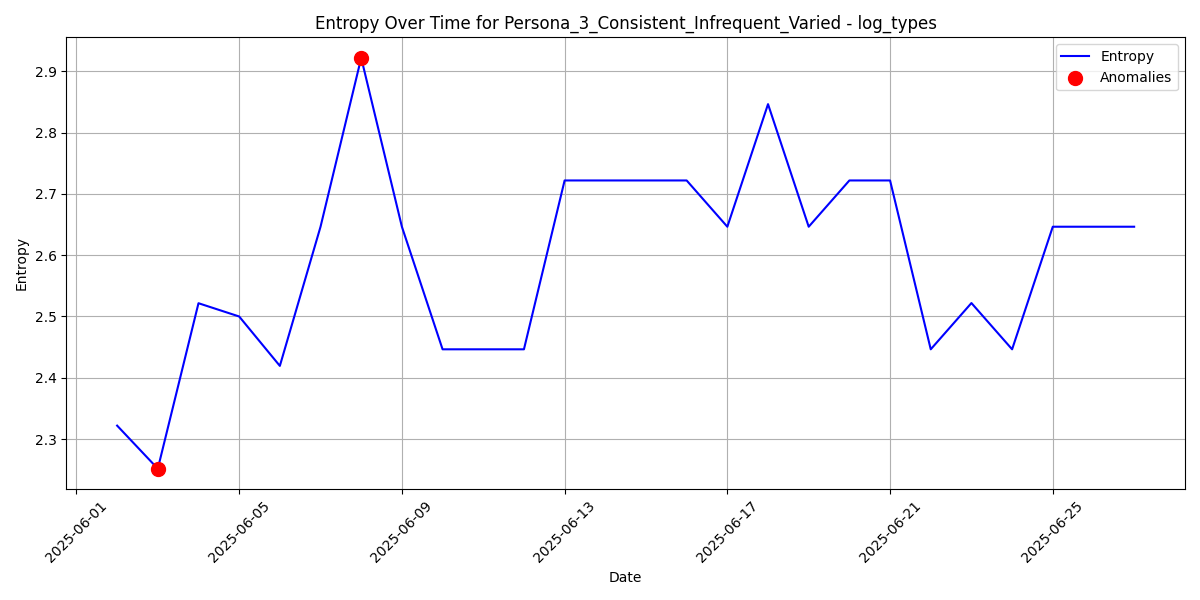 Entropy Over Time for Persona_3_Consistent_Infrequent_Varied - log_types
Entropy
Anomalies
2.9
2.8
2.7
2.6
2.5
2.4
2.3
Entropy
2025-06-01
2025-06-05
2025-06-09
2025-06-13
2025-06-17
2025-06-21
2025-06-25
Date